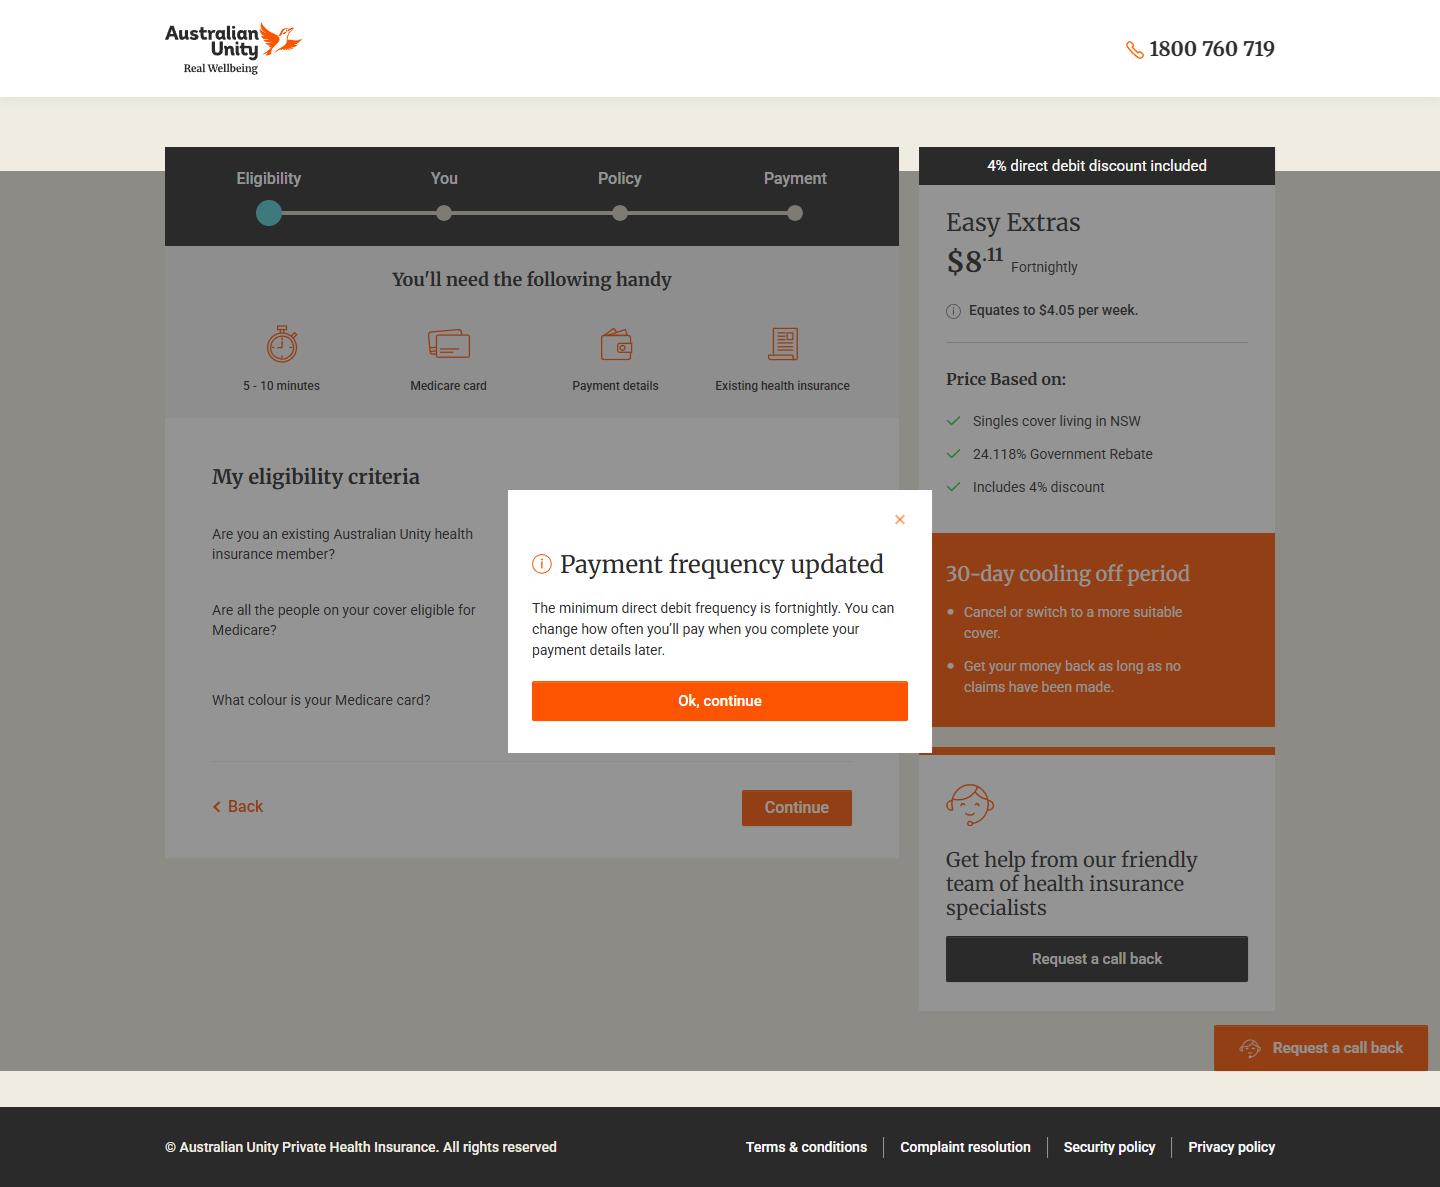 Australian
Unity
Real Wellbeing
1800 760 719
Eligibility
You
Policy
Payment
You'll need the following handy
5 - 10 minutes
Medicare card
Payment details
Existing health insurance
My eligibility criteria
Are you an existing Australian Unity health
insurance member?
Are all the people on your cover eligible for
Medicare?
What colour is your Medicare card?
Back
Continue
Payment frequency updated
The minimum direct debit frequency is fortnightly. You can
change how often you'll pay when you complete your
payment details later.
Ok, continue
4% direct debit discount included
Easy Extras
$8.11 Fortnightly
Equates to $4.05 per week.
Price Based on:
Singles cover living in NSW
24.118% Government Rebate
Includes 4% discount
30-day cooling off period
Cancel or switch to a more suitable
cover.
Get your money back as long as no
claims have been made.
Get help from our friendly
team of health insurance
specialists
Request a call back
Request a call back
© Australian Unity Private Health Insurance. All rights reserved
Terms & conditions
Complaint resolution
Security policy
Privacy policy